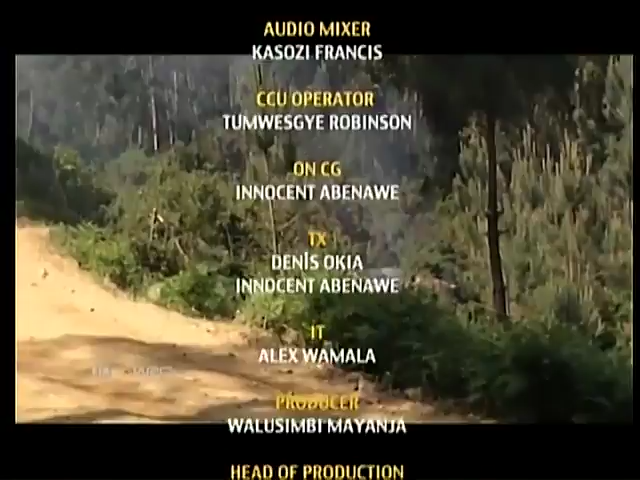 AUDIO MIXER
KASOZI FRANCIS
CCU OPERATOR
TUMWESGYE ROBINSON
ON CG
INNOCENT ABENAWE
TX
DENIS OKIA
INNOCENT ABENAWE
IT
ALEX WAMALA
PRODUCER
WALUSIMBI MAYANJA
HEAD OF PRODUCTION